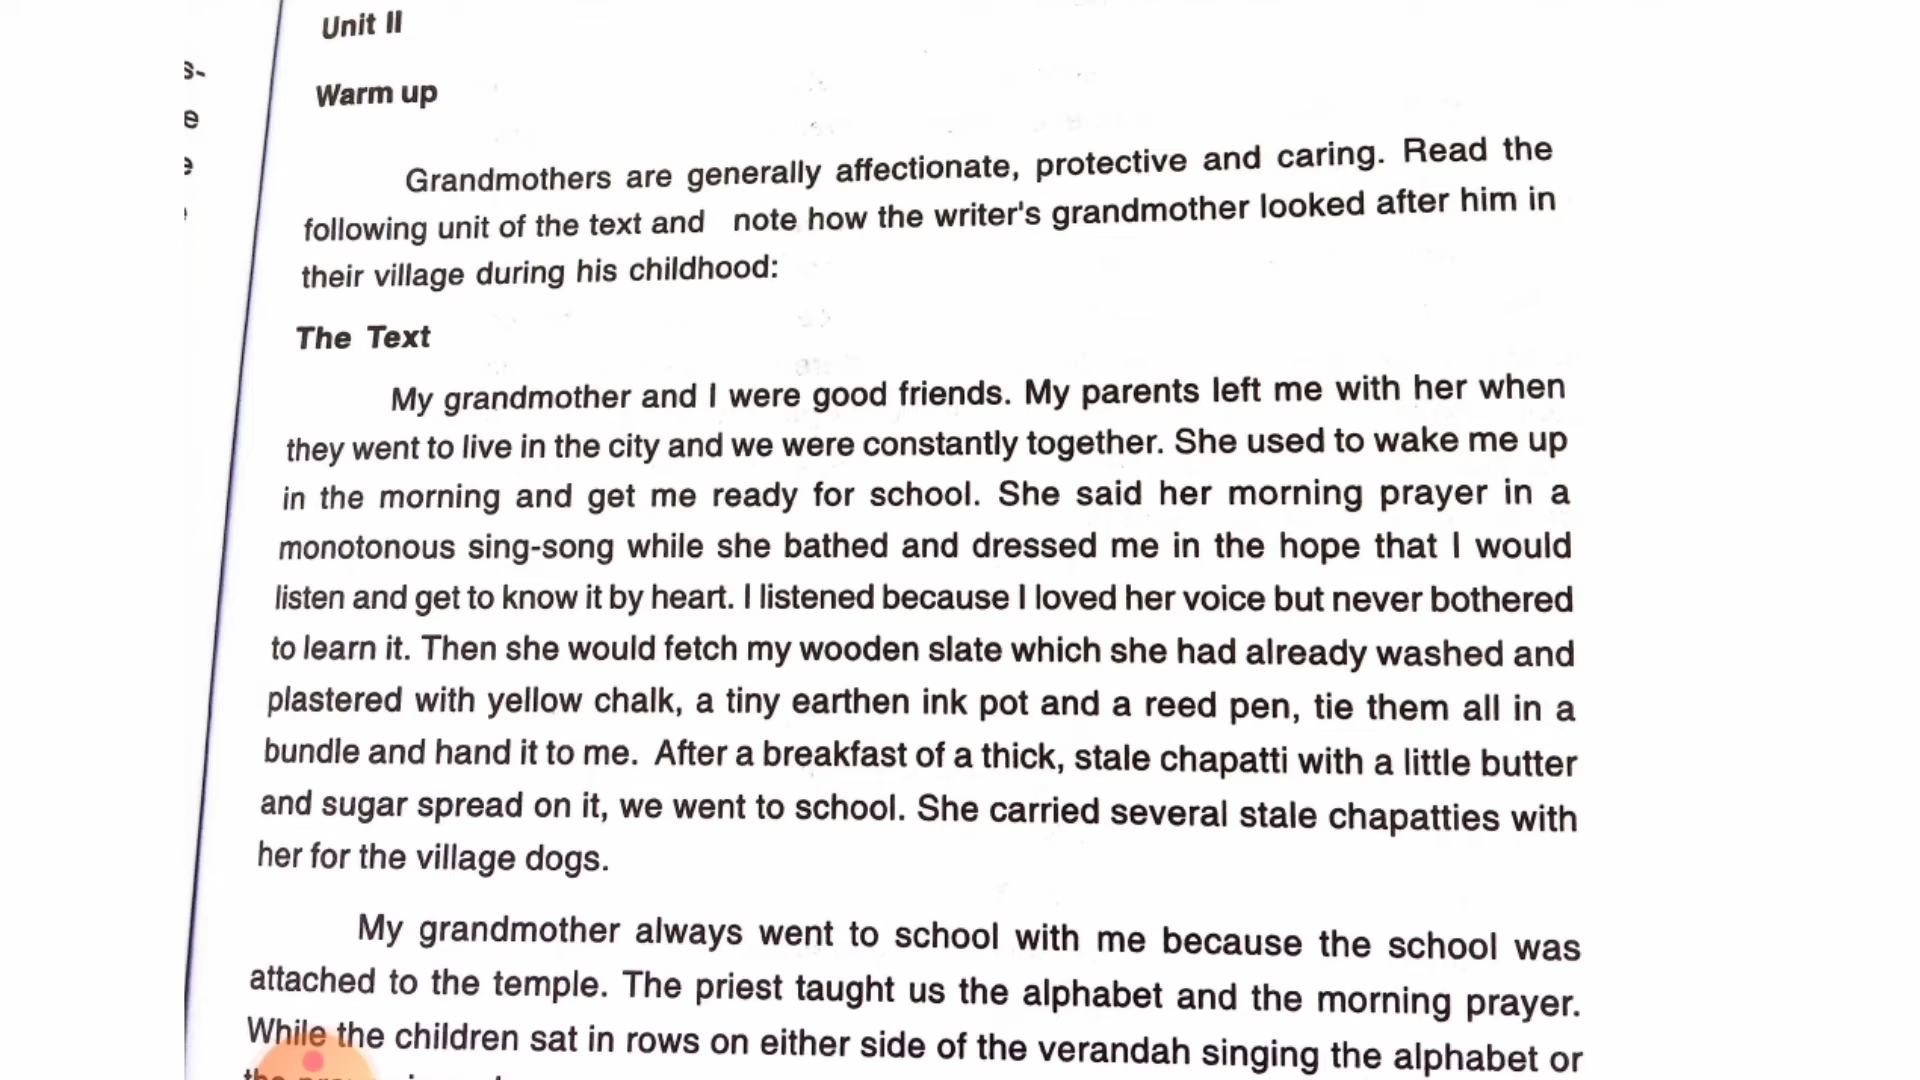 Unit II
s-
Warm up
e
e
Grandmothers are generally affectionate, protective and caring. Read the
following unit of the text and note how the writer's grandmother looked after him in
their village during his childhood:
The Text
My grandmother and I were good friends. My parents left me with her when
they went to live in the city and we were constantly together. She used to wake me up
in the morning and get me ready for school. She said her morning prayer in a
monotonous sing-song while she bathed and dressed me in the hope that I would
listen and get to know it by heart. I listened because I loved her voice but never bothered
to learn it. Then she would fetch my wooden slate which she had already washed and
plastered with yellow chalk, a tiny earthen ink pot and a reed pen, tie them all in a
bundle and hand it to me. After a breakfast of a thick, stale chapatti with a little butter
and sugar spread on it, we went to school. She carried several stale chapatties with
her for the village dogs.
My grandmother always went to school with me because the school was
attached to the temple. The priest taught us the alphabet and the morning prayer.
While the children sat in rows on either side of the verandah singing the alphabet or